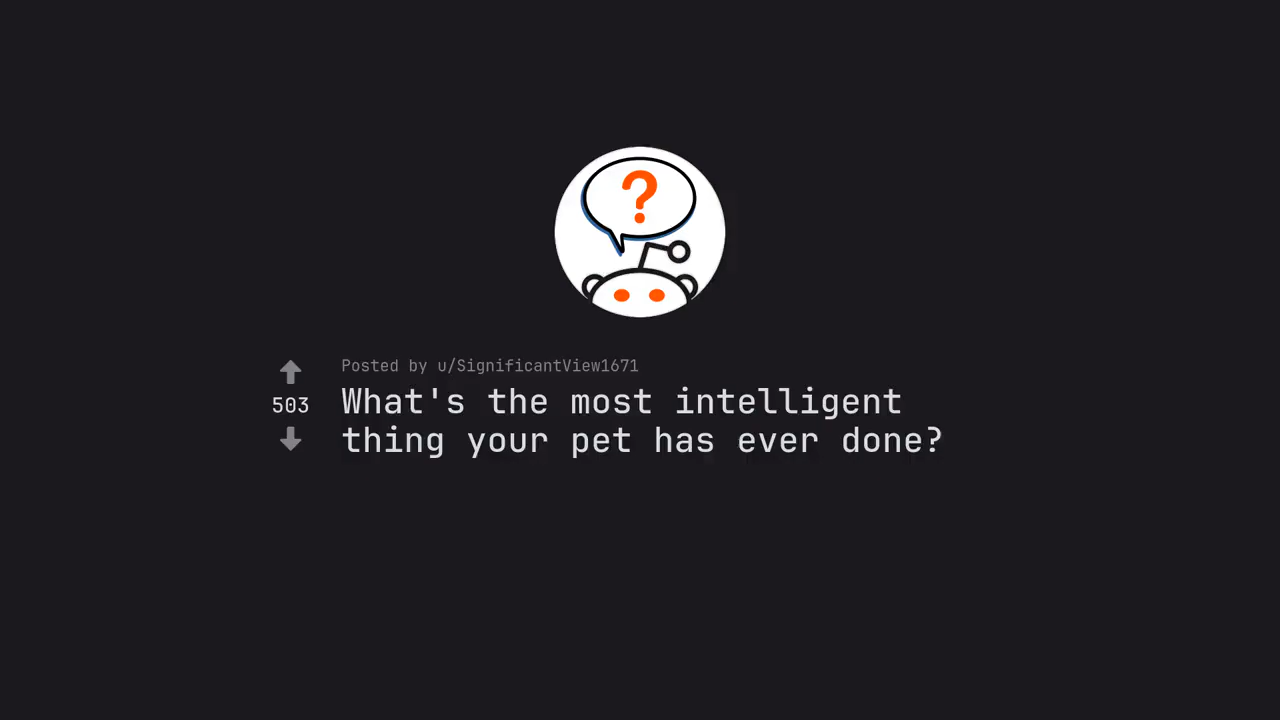 ?
Posted by u/SignificantView1671
503
What's the most intelligent
thing your pet has ever done?